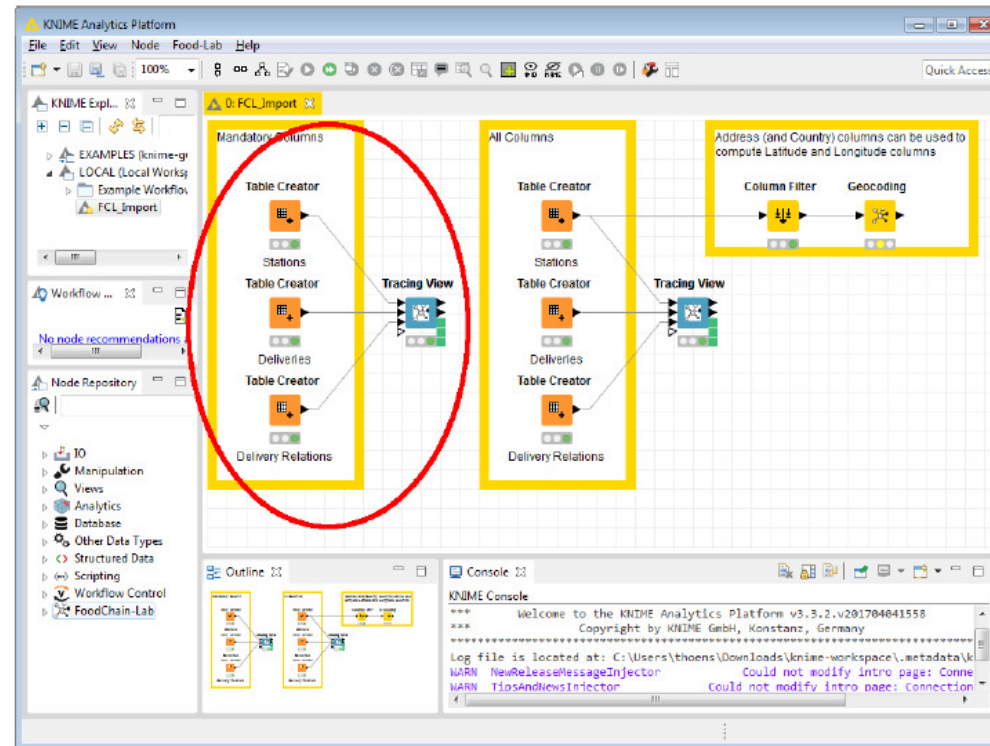 KNIME Analytics Platform
File Edit View Node Food-Lab Help
100%
Quick Access
KNIME Expl...
EXAMPLES (knime-gu
LOCAL (Local Worksp
Example Workflow
FCL_Import
Workflow ...
No node recommendations
Node Repository
IO
Manipulation
Views
Analytics
Database
Other Data Types
Structured Data
Scripting
Workflow Control
FoodChain-Lab
0: FCL_Import
Mandatory Columns
Table Creator
Stations
Table Creator
Deliveries
Table Creator
Delivery Relations
Tracing View
All Columns
Table Creator
Stations
Table Creator
Deliveries
Table Creator
Delivery Relations
Tracing View
Address (and Country) columns can be used to
compute Latitude and Longitude columns
Column Filter
Geocoding
Outline
Console
KNIME Console
*** Welcome to the KNIME Analytics Platform v3.3.2.v201704041558
*** Copyright by KNIME GmbH, Konstanz, Germany
Log file is located at: C:\Users\thoens\Downloads\knime-workspace\.metadata\k
WARN NewReleaseMessageInjector Could not modify intro page: Conne
WARN TipsAndNewsInjector Could not modify intro page: Connection